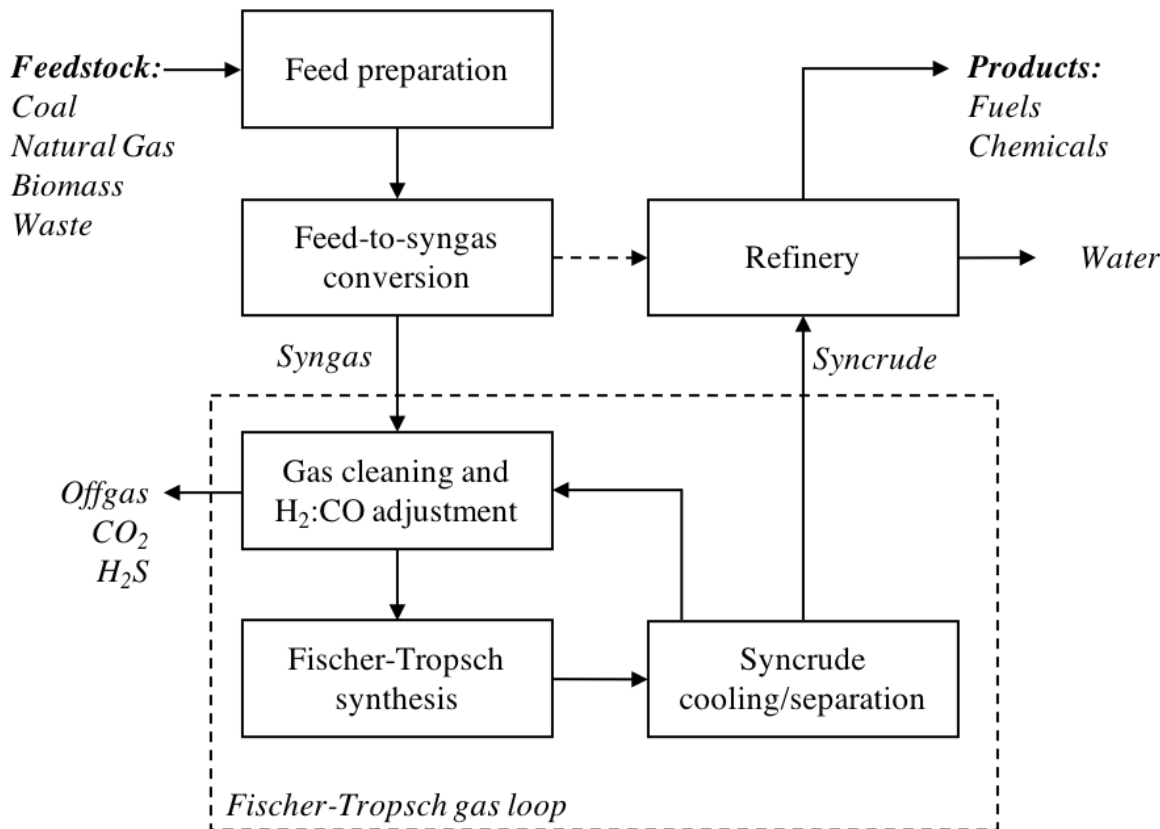 Feedstock:
Coal
Natural Gas
Biomass
Waste
Feed preparation
Products:
Fuels
Chemicals
Feed-to-syngas
conversion
Refinery
Water
Syngas
Syncrude
Gas cleaning and
H₂:CO adjustment
Offgas
CO₂
H₂S
Fischer-Tropsch
synthesis
Syncrude
cooling/separation
Fischer-Tropsch gas loop